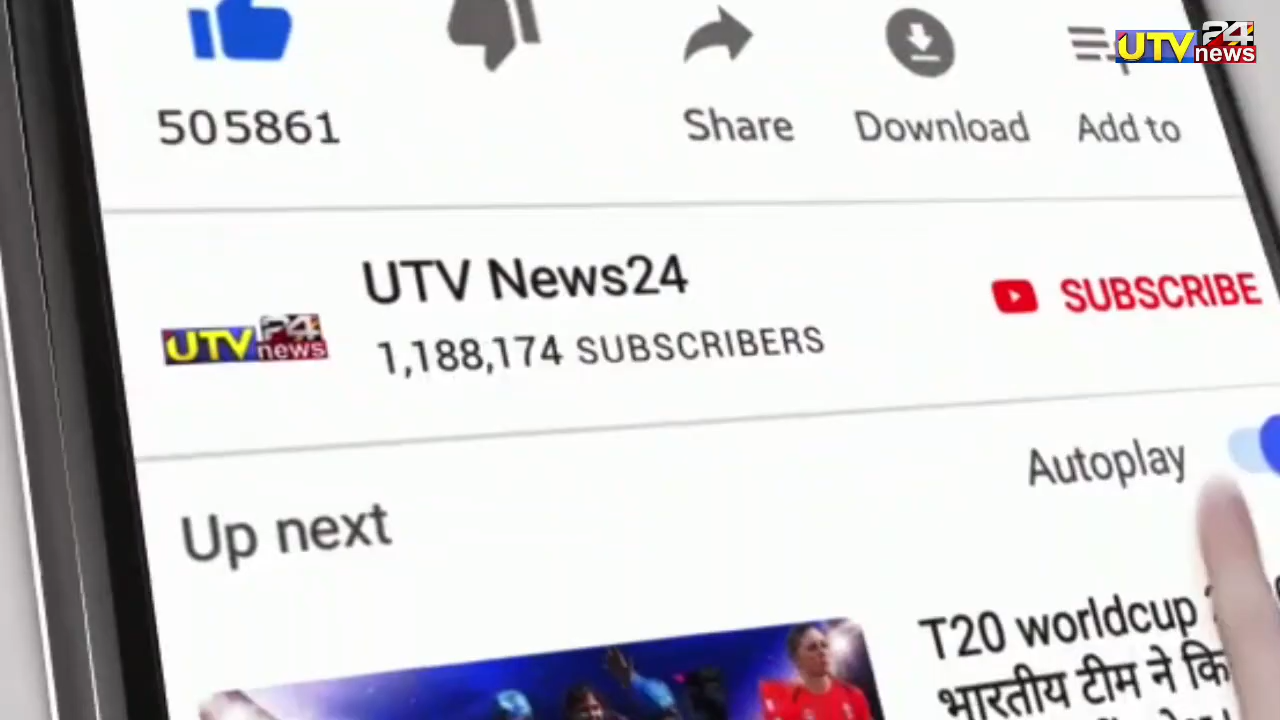 UTV 24 news
505861
Share
Download
Add to
UTV News24
1,188,174 SUBSCRIBERS
UTV 24 news
SUBSCRIBE
Autoplay
Up next
T20 worldcup
भारतीय टीम ने